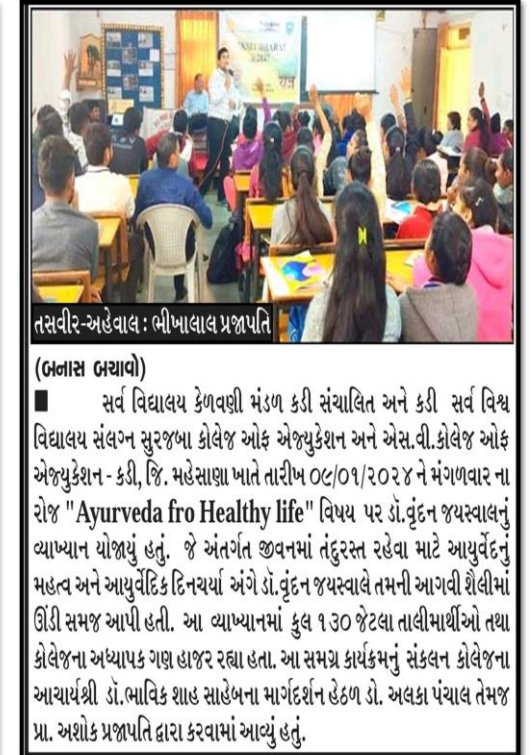 તસવીર-અહેવાલ : ભીખાલાલ પ્રજાપતિ
(બનાસ બચાવો)
■ સર્વ વિદ્યાલય કેળવણી મંડળ કડી સંચાલિત અને કડી સર્વ વિશ્વ
વિદ્યાલય સંલગ્ન સુરજબા કોલેજ ઓફ એજ્યુકેશન અને એસ.વી.કોલેજ ઓફ
એજ્યુકેશન - કડી, જિ. મહેસાણા ખાતે તારીખ ૦૯/૦૧/૨૦૨૪ ને મંગળવાર ના
રોજ "Ayurveda fro Healthy life" વિષય પર ડૉ.વૃંદન જયસ્વાલનું
વ્યાખ્યાન યોજાયું હતું. જે અંતર્ગત જીવનમાં તંદુરસ્ત રહેવા માટે આયુર્વેદનું
મહત્વ અને આયુર્વેદિક દિનચર્યા અંગે ડૉ.વૃંદન જયસ્વાલે તમની આગવી શૈલીમાં
ઊંડી સમજ આપી હતી. આ વ્યાખ્યાનમાં કુલ ૧૩૦ જેટલા તાલીમાર્થીઓ તથા
કોલેજના અધ્યાપક ગણ હાજર રહ્યા હતા. આ સમગ્ર કાર્યક્રમનું સંકલન કોલેજના
આચાર્યશ્રી ડૉ.ભાવિક શાહ સાહેબના માર્ગદર્શન હેઠળ ડો. અલકા પંચાલ તેમજ
પ્રા. અશોક પ્રજાપતિ દ્વારા કરવામાં આવ્યું હતું.